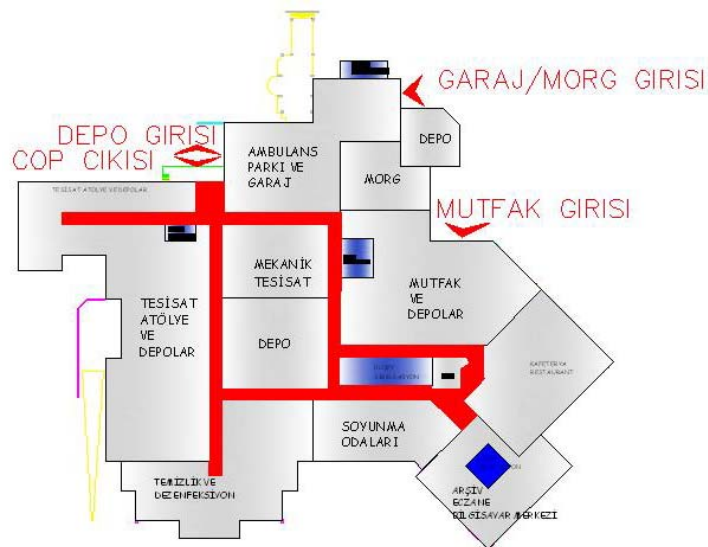 GARAJ/MORG GIRISI
DEPO GIRISI
COP CIKISI
DEPO
AMBULANS
PARKI VE
GARAJ
MORG
TESİSAT ATÖLYE VE DEPOLAR
MUTFAK GIRISI
MEKANİK
TESİSAT
MUTFAK
VE
DEPOLAR
TESİSAT
ATÖLYE
VE
DEPOLAR
DEPO
KAFETERYA
RESTAURANT
SOYUNMA
ODALARI
TEMİZLİK VE
DEZENFEKSİYON
ARŞİV
ECZANE
BİLGİSAYAR MERKEZİ